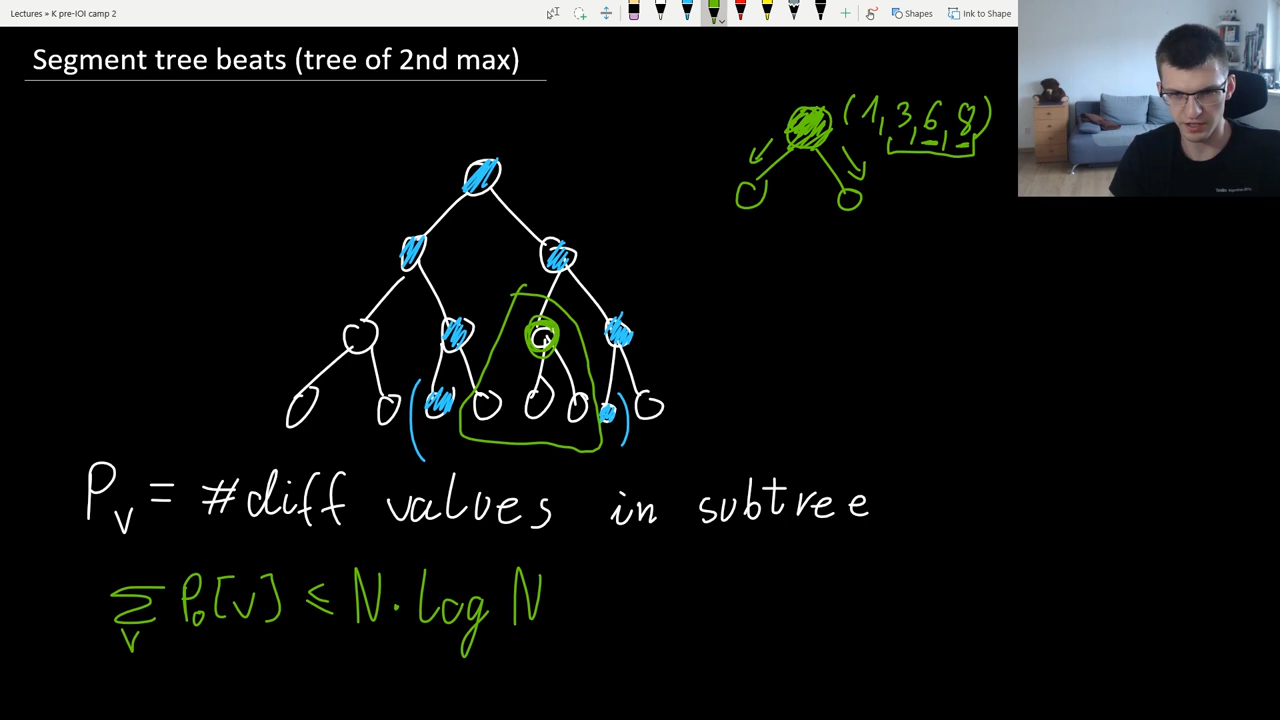 Lectures » K pre-IOI camp 2
Shapes
Ink to Shape
Segment tree beats (tree of 2nd max)
(1,3,6,8)
P_v = #diff values in subtree
Σ_v P_0[v] ≤ N · log N